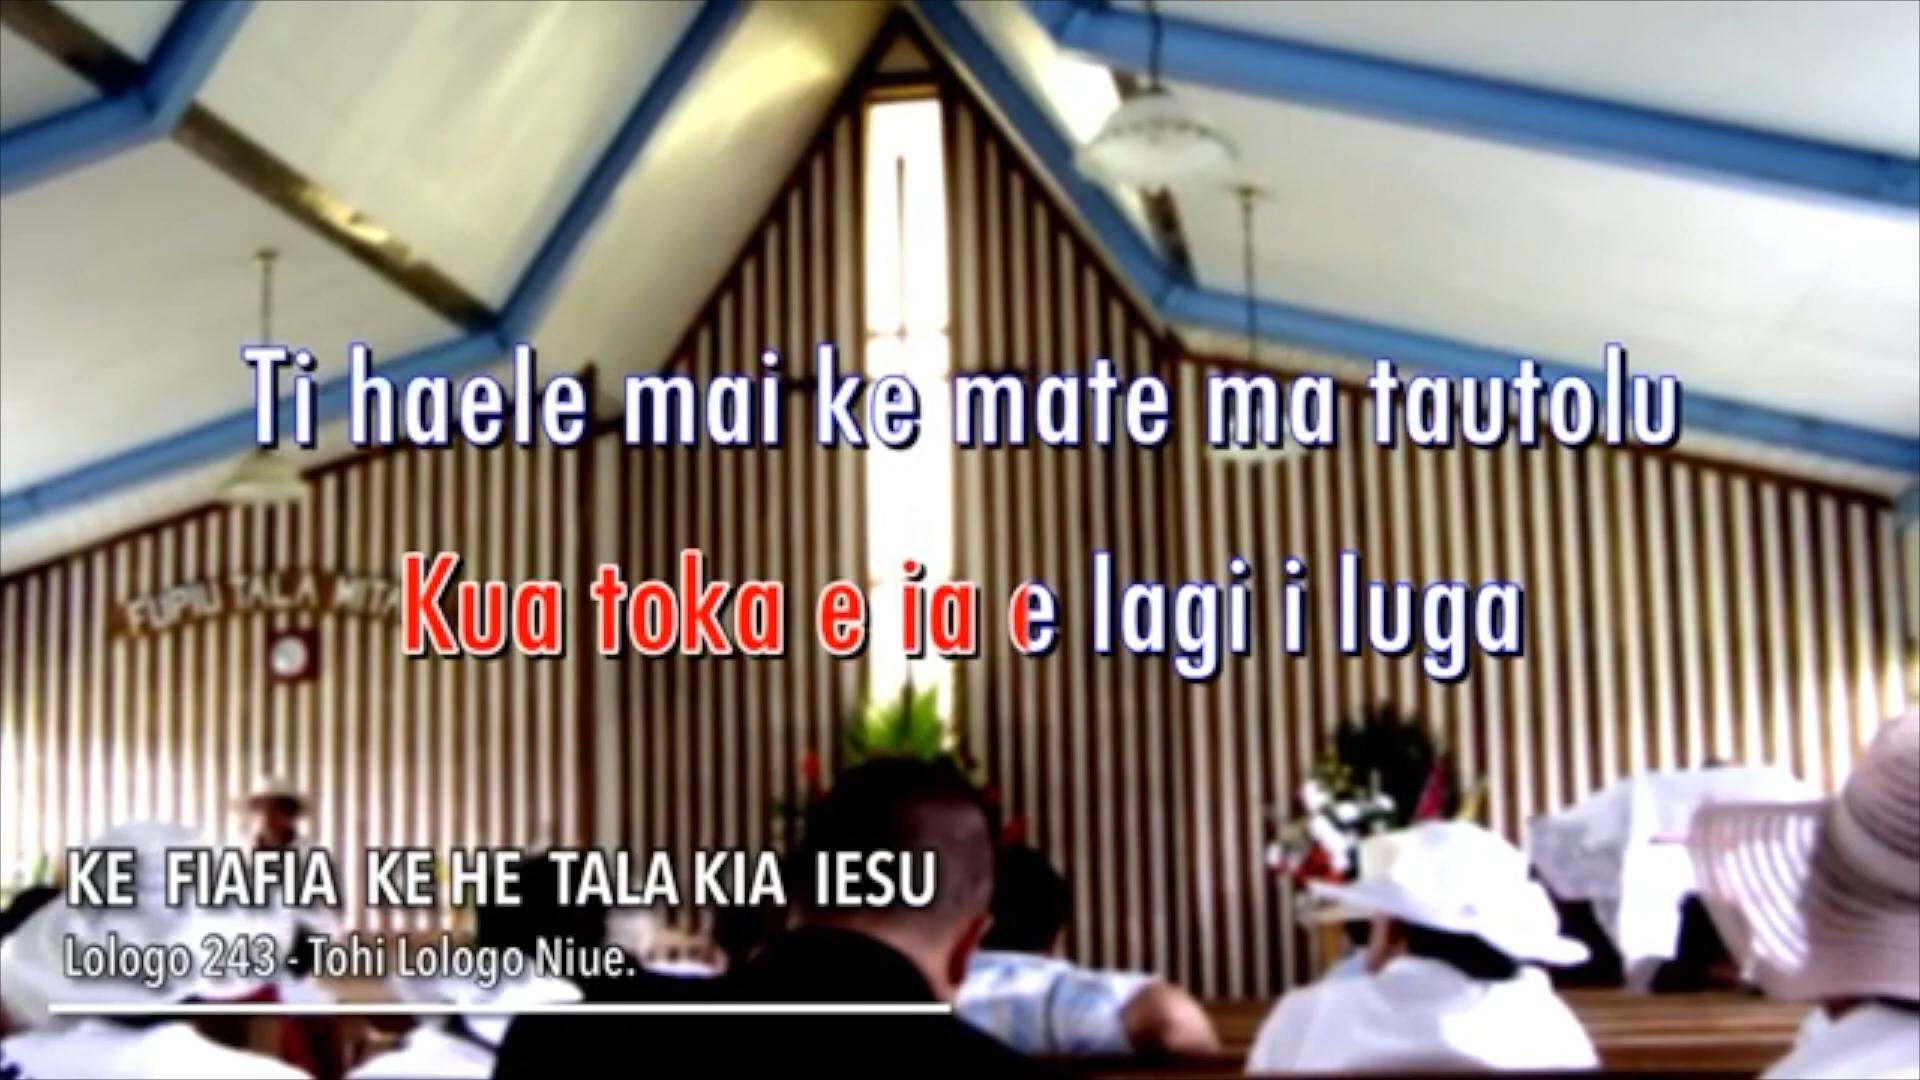 Ti haele mai ke mate ma tautolu
Kua toka e ia e lagi i luga
TALA
KE FIAFIA KE HE TALA KIA IESU
Lologo 243 - Tohi Lologo Niue.